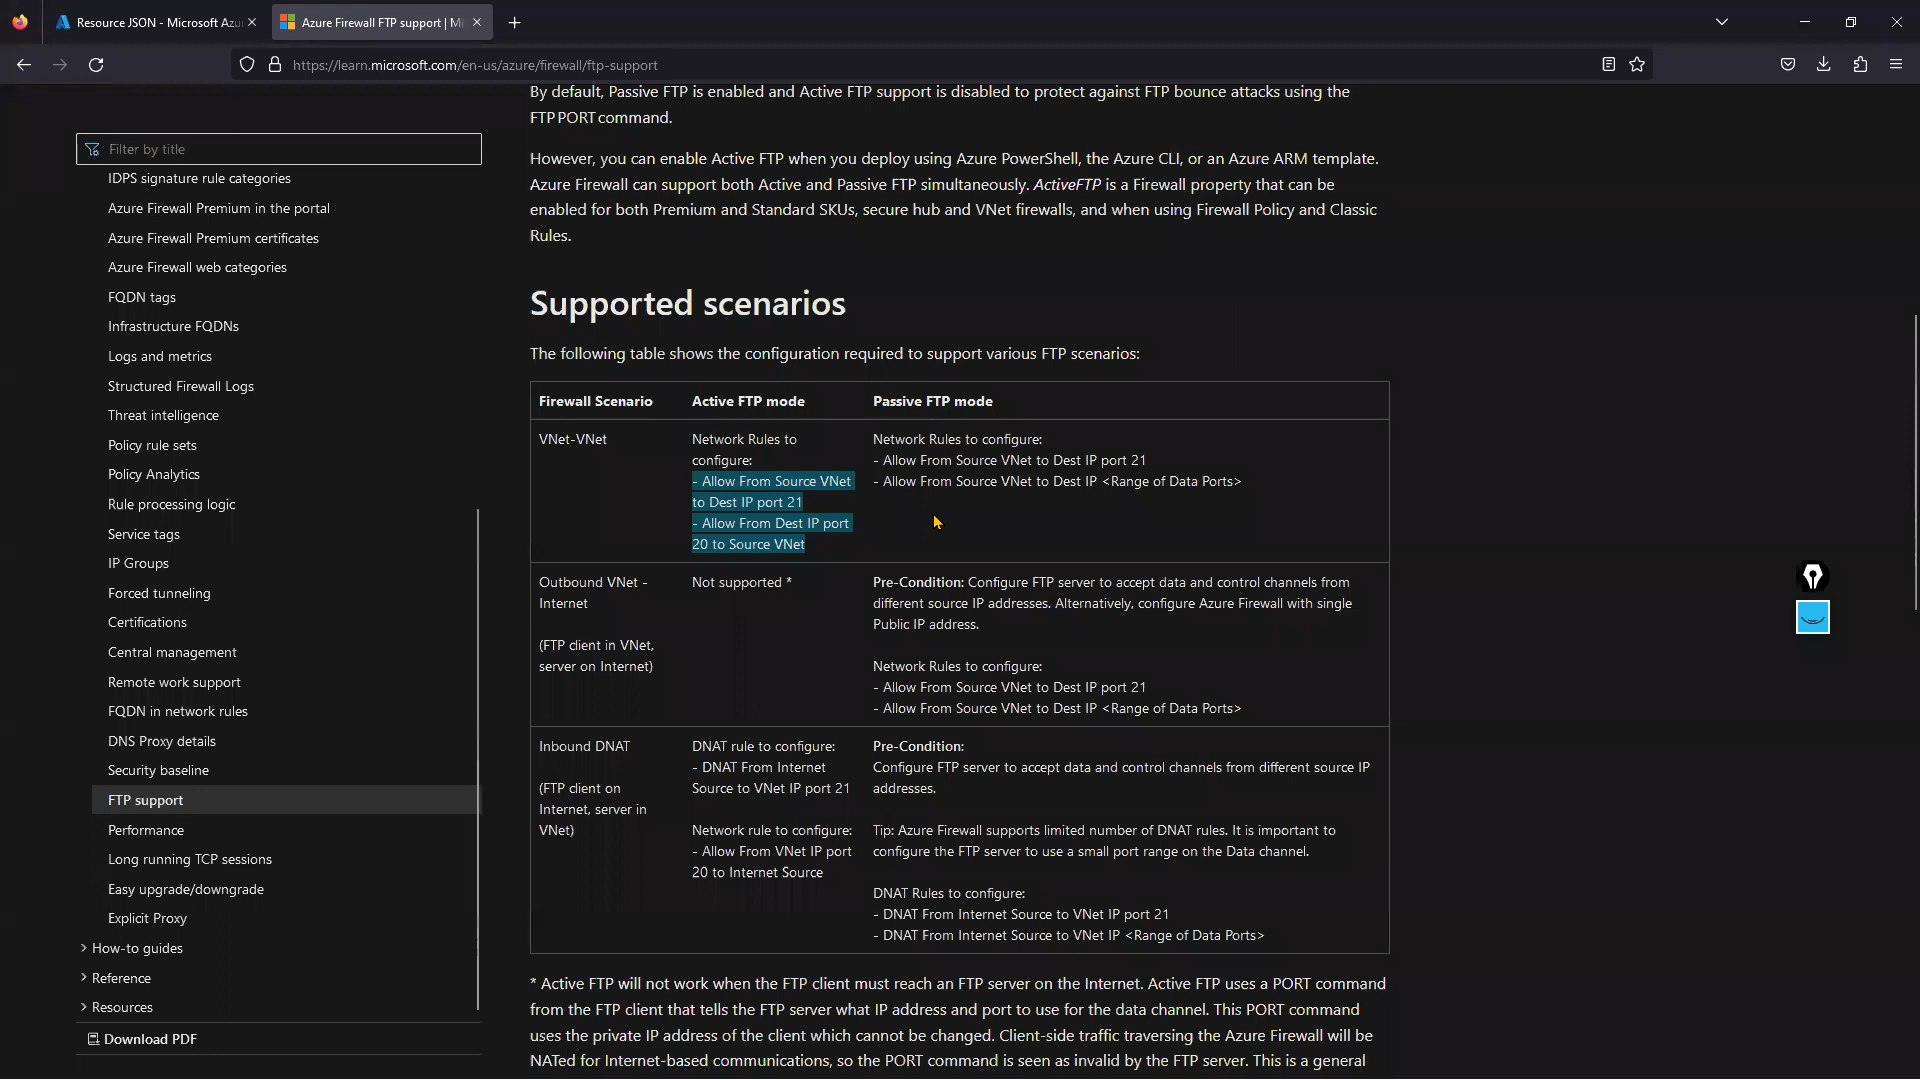 Resource JSON - Microsoft Azu
Azure Firewall FTP support | Mi
https://learn.microsoft.com/en-us/azure/firewall/ftp-support
Filter by title
IDPS signature rule categories
Azure Firewall Premium in the portal
Azure Firewall Premium certificates
Azure Firewall web categories
FQDN tags
Infrastructure FQDNs
Logs and metrics
Structured Firewall Logs
Threat intelligence
Policy rule sets
Policy Analytics
Rule processing logic
Service tags
IP Groups
Forced tunneling
Certifications
Central management
Remote work support
FQDN in network rules
DNS Proxy details
Security baseline
FTP support
Performance
Long running TCP sessions
Easy upgrade/downgrade
Explicit Proxy
How-to guides
Reference
Resources
Download PDF
By default, Passive FTP is enabled and Active FTP support is disabled to protect against FTP bounce attacks using the
FTP PORT command.
However, you can enable Active FTP when you deploy using Azure PowerShell, the Azure CLI, or an Azure ARM template.
Azure Firewall can support both Active and Passive FTP simultaneously. ActiveFTP is a Firewall property that can be
enabled for both Premium and Standard SKUs, secure hub and VNet firewalls, and when using Firewall Policy and Classic
Rules.
Supported scenarios
The following table shows the configuration required to support various FTP scenarios:
Firewall Scenario
Active FTP mode
Passive FTP mode
VNet-VNet
Network Rules to
configure:
- Allow From Source VNet
to Dest IP port 21
- Allow From Dest IP port
20 to Source VNet
Network Rules to configure:
- Allow From Source VNet to Dest IP port 21
- Allow From Source VNet to Dest IP <Range of Data Ports>
Outbound VNet -
Internet
(FTP client in VNet,
server on Internet)
Not supported *
Pre-Condition: Configure FTP server to accept data and control channels from
different source IP addresses. Alternatively, configure Azure Firewall with single
Public IP address.
Network Rules to configure:
- Allow From Source VNet to Dest IP port 21
- Allow From Source VNet to Dest IP <Range of Data Ports>
Inbound DNAT
(FTP client on
Internet, server in
VNet)
DNAT rule to configure:
- DNAT From Internet
Source to VNet IP port 21
Network rule to configure:
- Allow From VNet IP port
20 to Internet Source
Pre-Condition:
Configure FTP server to accept data and control channels from different source IP
addresses.
Tip: Azure Firewall supports limited number of DNAT rules. It is important to
configure the FTP server to use a small port range on the Data channel.
DNAT Rules to configure:
- DNAT From Internet Source to VNet IP port 21
- DNAT From Internet Source to VNet IP <Range of Data Ports>
* Active FTP will not work when the FTP client must reach an FTP server on the Internet. Active FTP uses a PORT command
from the FTP client that tells the FTP server what IP address and port to use for the data channel. This PORT command
uses the private IP address of the client which cannot be changed. Client-side traffic traversing the Azure Firewall will be
NATed for Internet-based communications, so the PORT command is seen as invalid by the FTP server. This is a general